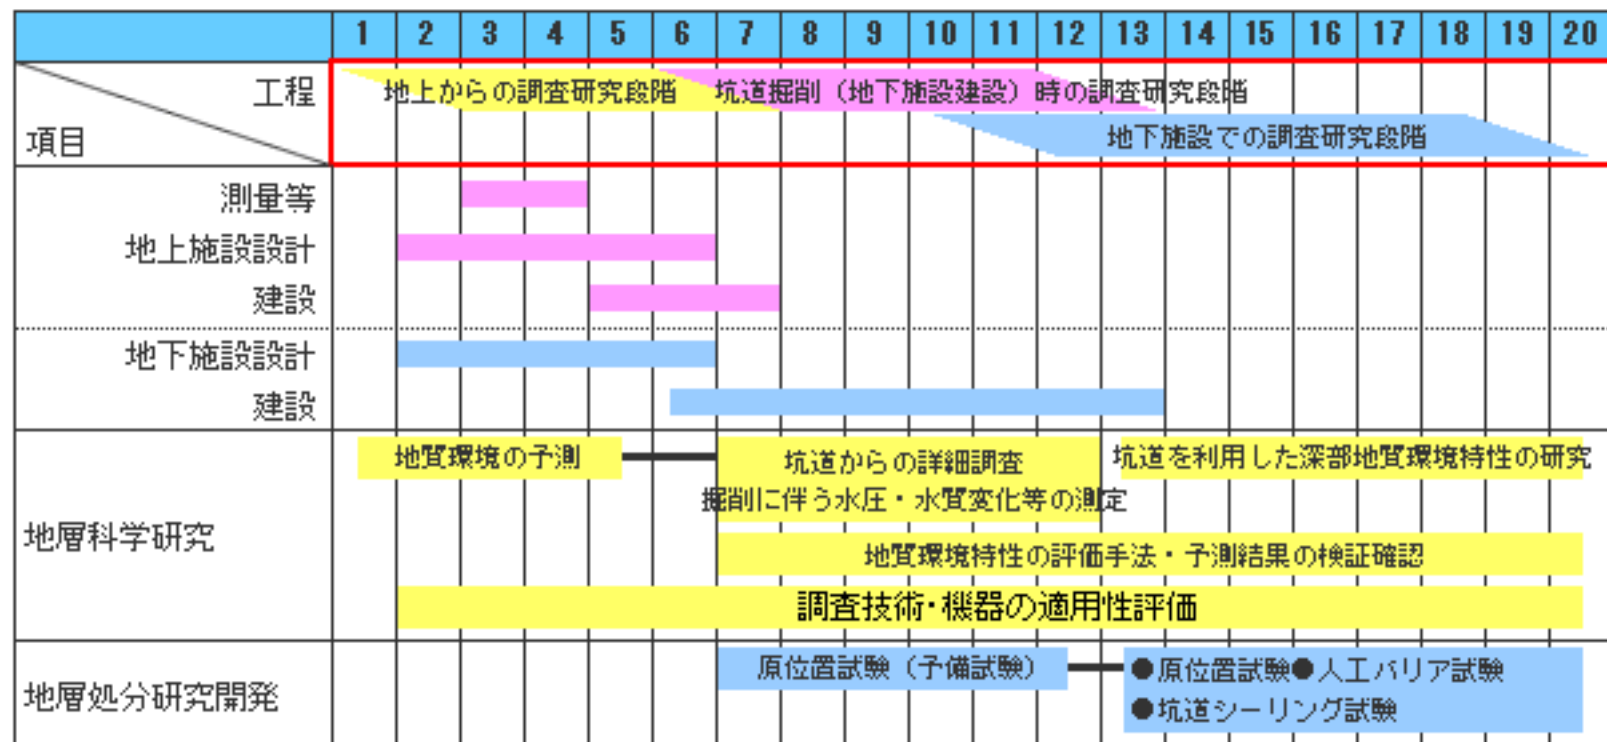 1 2 3 4 5 6 7 8 9 10 11 12 13 14 15 16 17 18 19 20
工程
項目
地上からの調査研究段階
坑道掘削（地下施設建設）時の調査研究段階
地下施設での調査研究段階
測量等
地上施設設計
建設
地下施設設計
建設
地層科学研究
地質環境の予測
坑道からの詳細調査
掘削に伴う水圧・水質変化等の測定
坑道を利用した深部地質環境特性の研究
地質環境特性の評価手法・予測結果の検証確認
調査技術・機器の適用性評価
地層処分研究開発
原位置試験（予備試験）
●原位置試験●人工バリア試験
●坑道シーリング試験